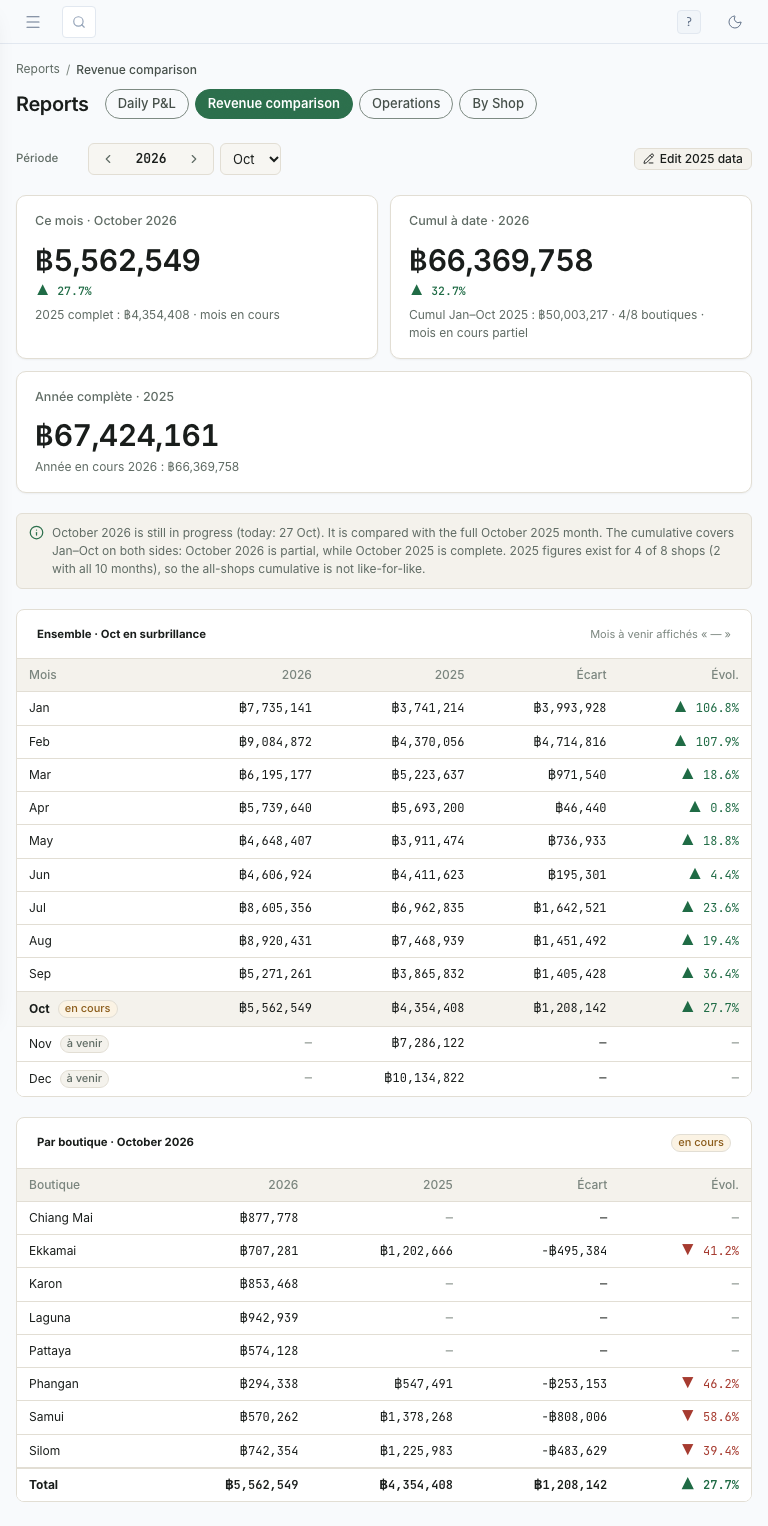 ?
Reports / Revenue comparison
Reports Daily P&L Revenue comparison Operations By Shop
Période 2026 Oct Edit 2025 data
Ce mois · October 2026
฿5,562,549
▲ 27.7%
2025 complet : ฿4,354,408 · mois en cours
Cumul à date · 2026
฿66,369,758
▲ 32.7%
Cumul Jan–Oct 2025 : ฿50,003,217 · 4/8 boutiques ·
mois en cours partiel
Année complète · 2025
฿67,424,161
Année en cours 2026 : ฿66,369,758
October 2026 is still in progress (today: 27 Oct). It is compared with the full October 2025 month. The cumulative covers
Jan–Oct on both sides: October 2026 is partial, while October 2025 is complete. 2025 figures exist for 4 of 8 shops (2
with all 10 months), so the all-shops cumulative is not like-for-like.
Ensemble · Oct en surbrillance Mois à venir affichés « — »
Mois 2026 2025 Écart Évol.
Jan ฿7,735,141 ฿3,741,214 ฿3,993,928 ▲ 106.8%
Feb ฿9,084,872 ฿4,370,056 ฿4,714,816 ▲ 107.9%
Mar ฿6,195,177 ฿5,223,637 ฿971,540 ▲ 18.6%
Apr ฿5,739,640 ฿5,693,200 ฿46,440 ▲ 0.8%
May ฿4,648,407 ฿3,911,474 ฿736,933 ▲ 18.8%
Jun ฿4,606,924 ฿4,411,623 ฿195,301 ▲ 4.4%
Jul ฿8,605,356 ฿6,962,835 ฿1,642,521 ▲ 23.6%
Aug ฿8,920,431 ฿7,468,939 ฿1,451,492 ▲ 19.4%
Sep ฿5,271,261 ฿3,865,832 ฿1,405,428 ▲ 36.4%
Oct en cours ฿5,562,549 ฿4,354,408 ฿1,208,142 ▲ 27.7%
Nov à venir — ฿7,286,122 — —
Dec à venir — ฿10,134,822 — —
Par boutique · October 2026 en cours
Boutique 2026 2025 Écart Évol.
Chiang Mai ฿877,778 — — —
Ekkamai ฿707,281 ฿1,202,666 -฿495,384 ▼ 41.2%
Karon ฿853,468 — — —
Laguna ฿942,939 — — —
Pattaya ฿574,128 — — —
Phangan ฿294,338 ฿547,491 -฿253,153 ▼ 46.2%
Samui ฿570,262 ฿1,378,268 -฿808,006 ▼ 58.6%
Silom ฿742,354 ฿1,225,983 -฿483,629 ▼ 39.4%
Total ฿5,562,549 ฿4,354,408 ฿1,208,142 ▲ 27.7%